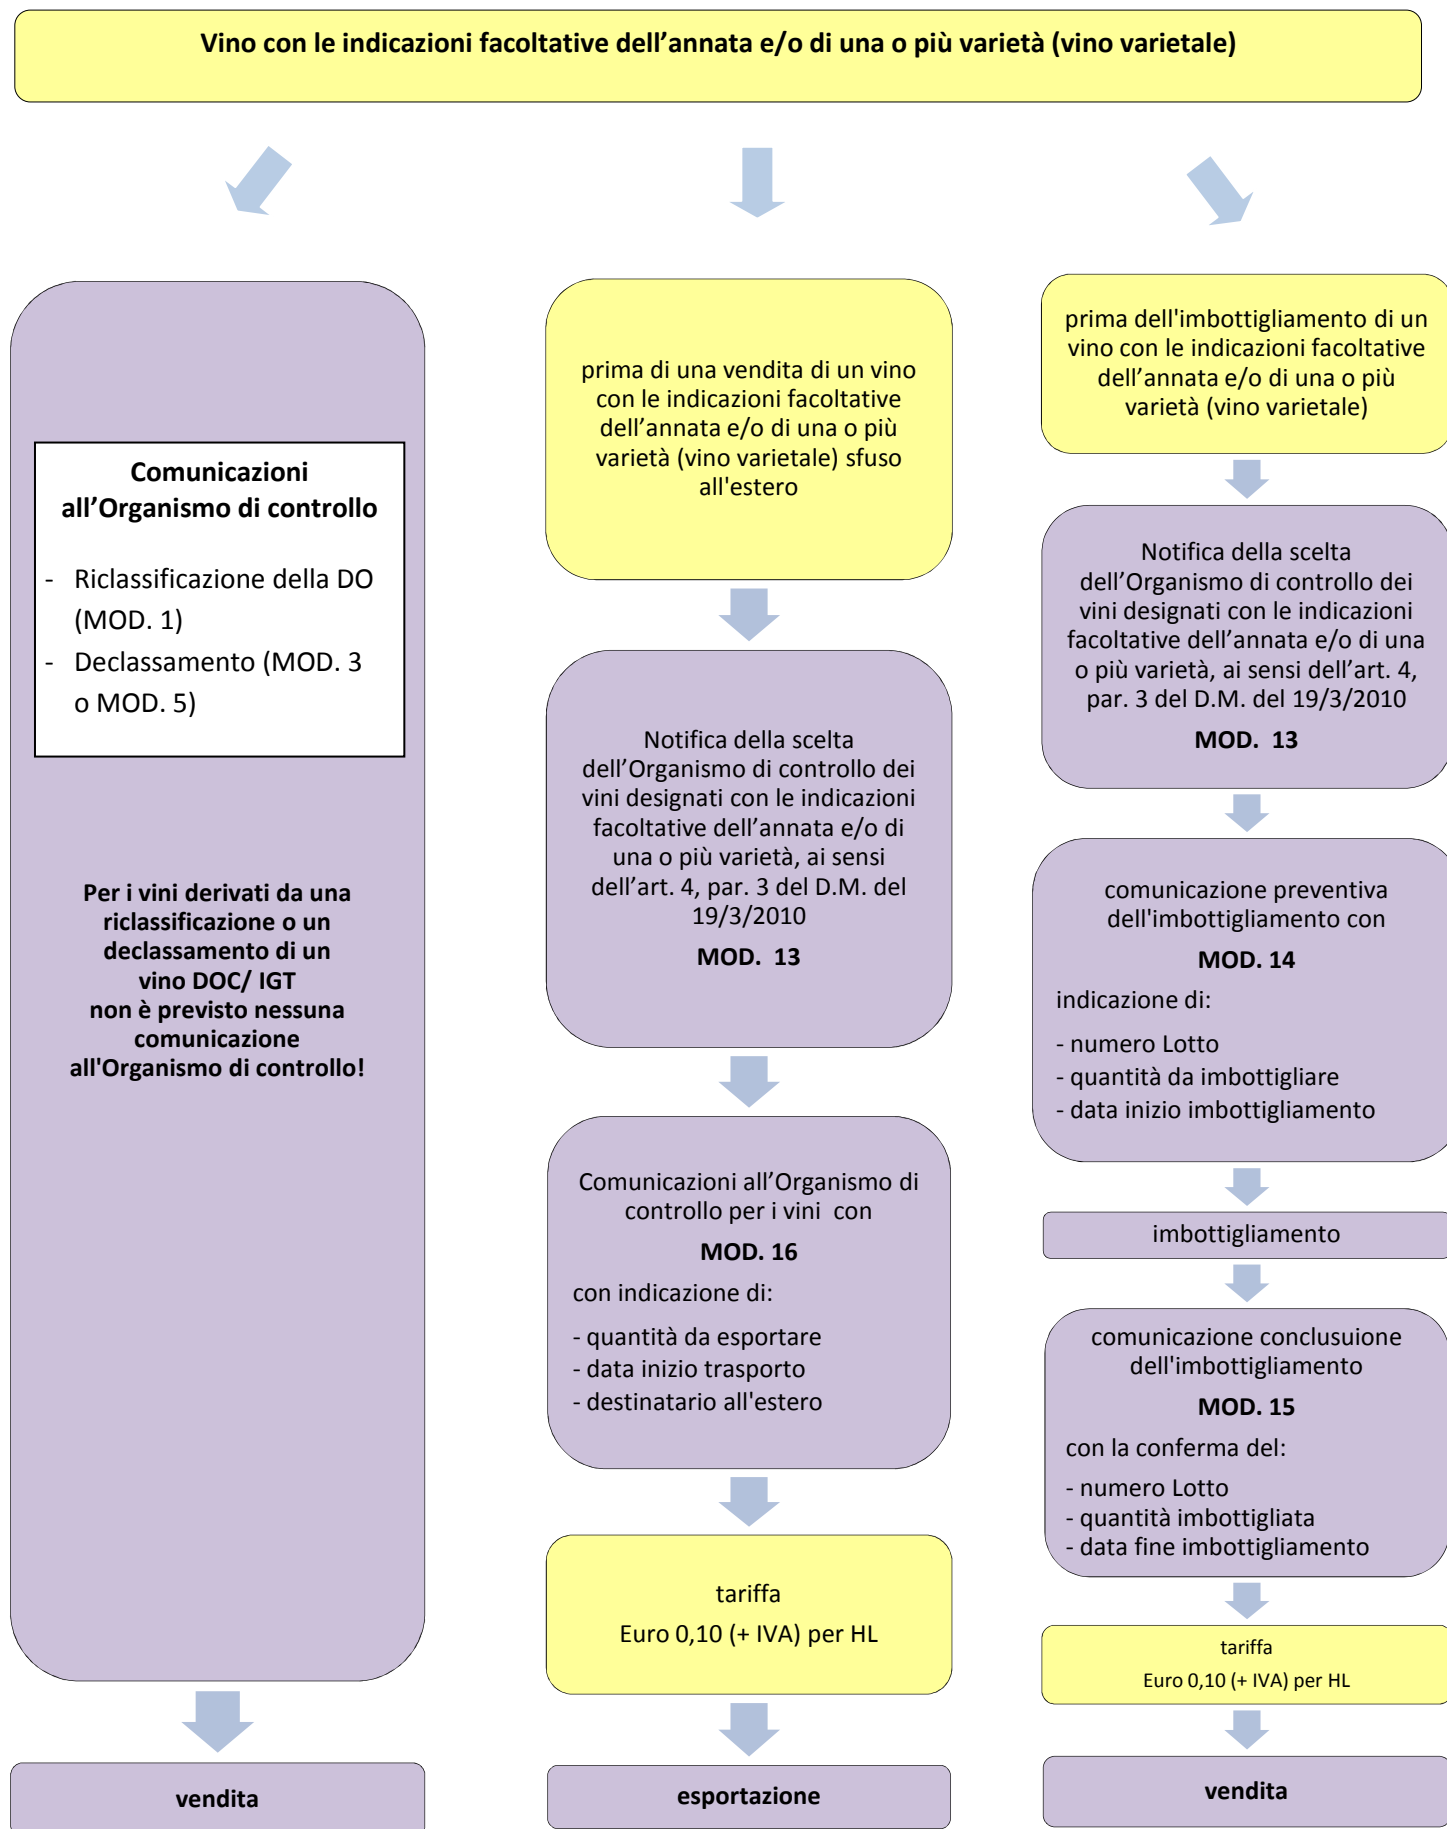 Vino con le indicazioni facoltative dell’annata e/o di una o più varietà (vino varietale)
Comunicazioni
all’Organismo di controllo
- Riclassificazione della DO
(MOD. 1)
- Declassamento (MOD. 3
o MOD. 5)
Per i vini derivati da una
riclassificazione o un
declassamento di un
vino DOC/ IGT
non è previsto nessuna
comunicazione
all'Organismo di controllo!
vendita
prima di una vendita di un vino
con le indicazioni facoltative
dell’annata e/o di una o più
varietà (vino varietale) sfuso
all'estero
Notifica della scelta
dell’Organismo di controllo dei
vini designati con le indicazioni
facoltative dell’annata e/o di
una o più varietà, ai sensi
dell’art. 4, par. 3 del D.M. del
19/3/2010
MOD. 13
Comunicazioni all’Organismo di
controllo per i vini con
MOD. 16
con indicazione di:
- quantità da esportare
- data inizio trasporto
- destinatario all'estero
tariffa
Euro 0,10 (+ IVA) per HL
esportazione
prima dell'imbottigliamento di un
vino con le indicazioni facoltative
dell’annata e/o di una o più
varietà (vino varietale)
Notifica della scelta
dell’Organismo di controllo dei
vini designati con le indicazioni
facoltative dell’annata e/o di una
o più varietà, ai sensi dell’art. 4,
par. 3 del D.M. del 19/3/2010
MOD. 13
comunicazione preventiva
dell'imbottigliamento con
MOD. 14
indicazione di:
- numero Lotto
- quantità da imbottigliare
- data inizio imbottigliamento
imbottigliamento
comunicazione conclusuione
dell'imbottigliamento
MOD. 15
con la conferma del:
- numero Lotto
- quantità imbottigliata
- data fine imbottigliamento
tariffa
Euro 0,10 (+ IVA) per HL
vendita